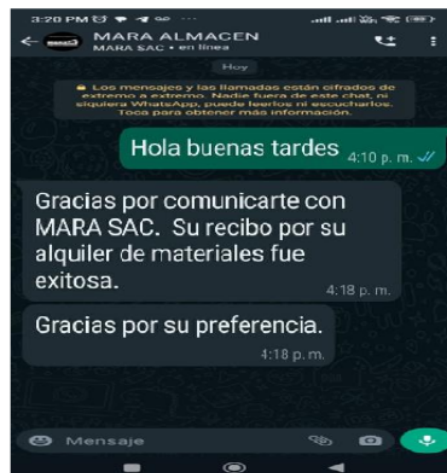 3:20 PM
MARA ALMACEN
MARA SAC • en línea
Hoy
Los mensajes y las llamadas están cifrados de
extremo a extremo. Nadie fuera de este chat, ni
siquiera WhatsApp, puede leerlos ni escucharlos.
Toca para obtener más información.
Hola buenas tardes 4:10 p. m.
Gracias por comunicarte con
MARA SAC. Su recibo por su
alquiler de materiales fue
exitosa.
4:18 p. m.
Gracias por su preferencia.
4:18 p. m.
Mensaje